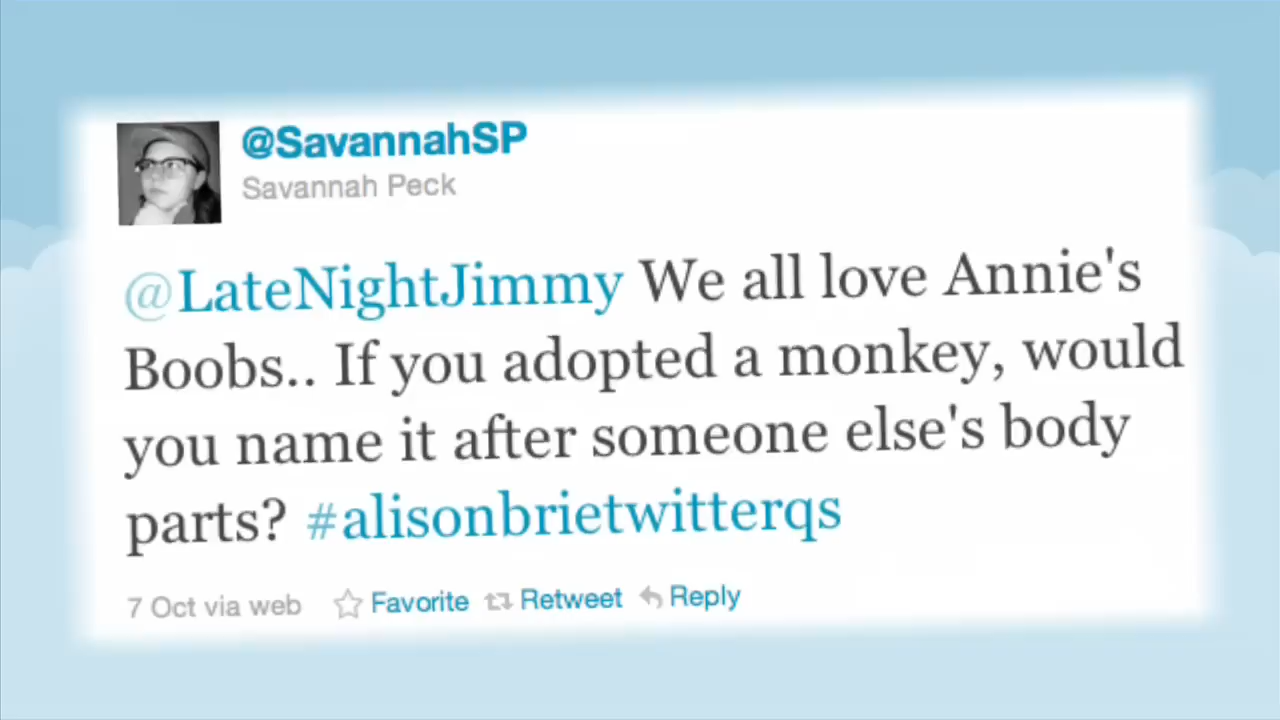 @SavannahSP
Savannah Peck
@LateNightJimmy We all love Annie's
Boobs.. If you adopted a monkey, would
you name it after someone else's body
parts? #alisonbrietwitterqs
7 Oct via web Favorite Retweet Reply